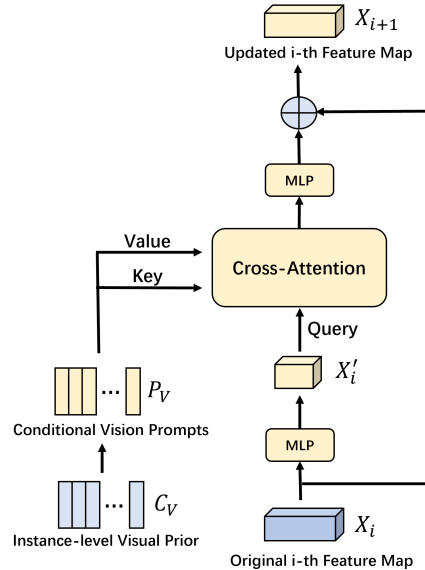 X_{i+1}
Updated i-th Feature Map
MLP
Value
Cross-Attention
Key
Query
... P_V
X'_i
Conditional Vision Prompts
MLP
... C_V
X_i
Instance-level Visual Prior
Original i-th Feature Map